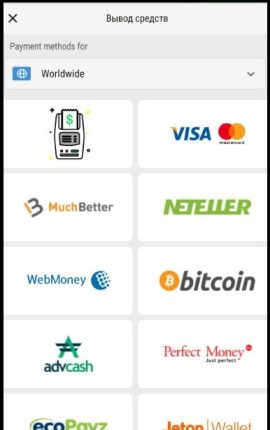 Вывод средств
Payment methods for
Worldwide
$
VISA mastercard
MuchBetter
NETELLER
WebMoney
bitcoin
advcash
Perfect Money
Just perfect
ecoPayz
Jeton Wallet